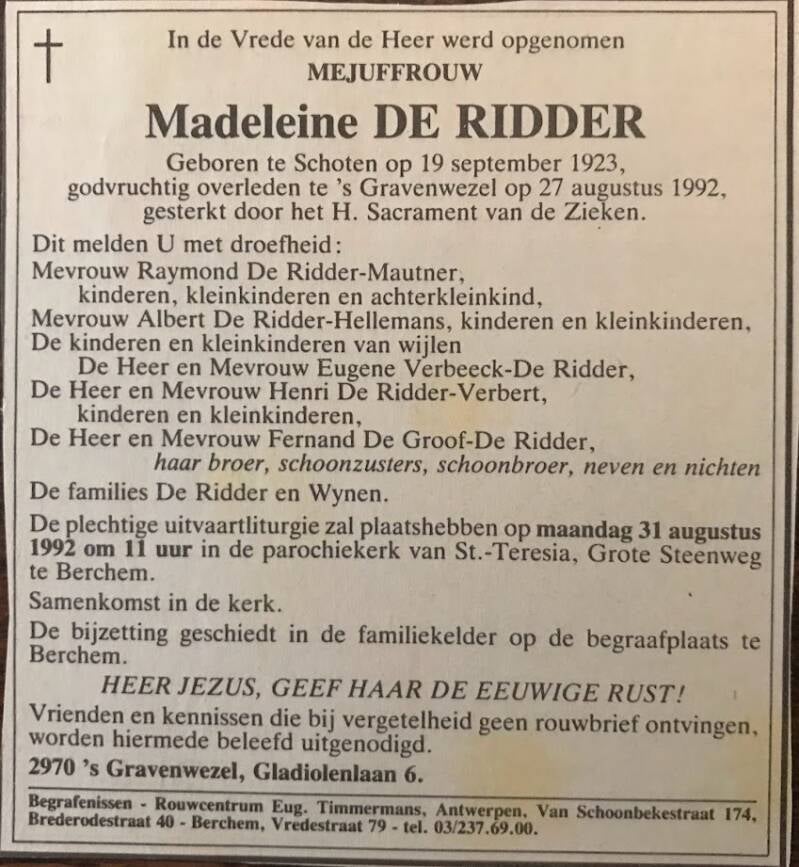 In de Vrede van de Heer werd opgenomen
MEJUFFROUW
Madeleine DE RIDDER
Geboren te Schoten op 19 september 1923,
godvruchtig overleden te 's Gravenwezel op 27 augustus 1992,
gesterkt door het H. Sacrament van de Zieken.
Dit melden U met droefheid:
Mevrouw Raymond De Ridder-Mautner,
kinderen, kleinkinderen en achterkleinkind,
Mevrouw Albert De Ridder-Hellemans, kinderen en kleinkinderen,
De kinderen en kleinkinderen van wijlen
De Heer en Mevrouw Eugene Verbeeck-De Ridder,
De Heer en Mevrouw Henri De Ridder-Verbert,
kinderen en kleinkinderen,
De Heer en Mevrouw Fernand De Groof-De Ridder,
haar broer, schoonzusters, schoonbroer, neven en nichten
De families De Ridder en Wynen.
De plechtige uitvaartliturgie zal plaatshebben op maandag 31 augustus
1992 om 11 uur in de parochiekerk van St.-Teresia, Grote Steenweg
te Berchem.
Samenkomst in de kerk.
De bijzetting geschiedt in de familiekelder op de begraafplaats te
Berchem.
HEER JEZUS, GEEF HAAR DE EEUWIGE RUST!
Vrienden en kennissen die bij vergetelheid geen rouwbrief ontvingen,
worden hiermede beleefd uitgenodigd.
2970 's Gravenwezel, Gladiolenlaan 6.
Begrafenissen - Rouwcentrum Eug. Timmermans, Antwerpen, Van Schoonbekestraat 174,
Brederodestraat 40 - Berchem, Vredestraat 79 - tel. 03/237.69.00.